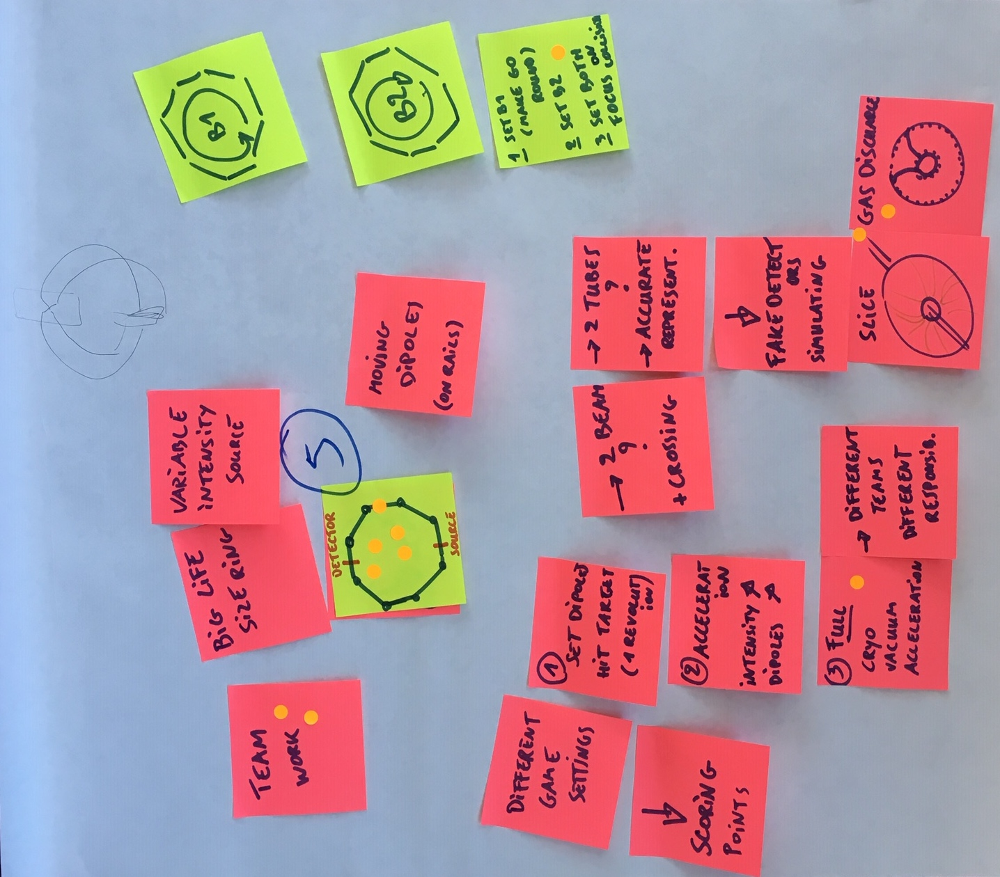 TEAM
WORK
BIG LIFE
SIZE RING
VARIABLE
INTENSITY
SOURCE
B1
5
DETECTOR
SOURCE
MOVING
DIPOLES
(ON RAILS)
B2
DIFFERENT
GAME
SETTINGS
↓
SCORING
POINTS
① SET DIPOLES
HIT TARGET
(1 REVOLUT
ION)
② ACCELERAT
ION
INTENSITY ↗
DIPOLES ↗
③ FULL
CRYO
VACUUM
ACCELERATION
→ DIFFERENT
TEAMS
DIFFERENT
RESPONSIB.
→ 2 BEAM
?
+ CROSSING
→ 2 TUBES
?
→ ACCURATE
REPRESENT.
↓
FAKE DETECT
ORS
SIMULATING
SLICE
GAS DISCHARGE
1 SET B1
(MAKE GO
ROUND)
2 SET B2
3 SET BOTH
ON
FOCUS COLLISION